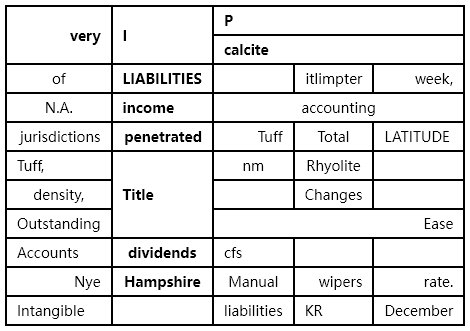 very I P
calcite
of LIABILITIES itlimpter week,
N.A. income accounting
jurisdictions penetrated Tuff Total LATITUDE
Tuff, Title nm Rhyolite
density, Changes
Outstanding Ease
Accounts dividends cfs
Nye Hampshire Manual wipers rate.
Intangible liabilities KR December